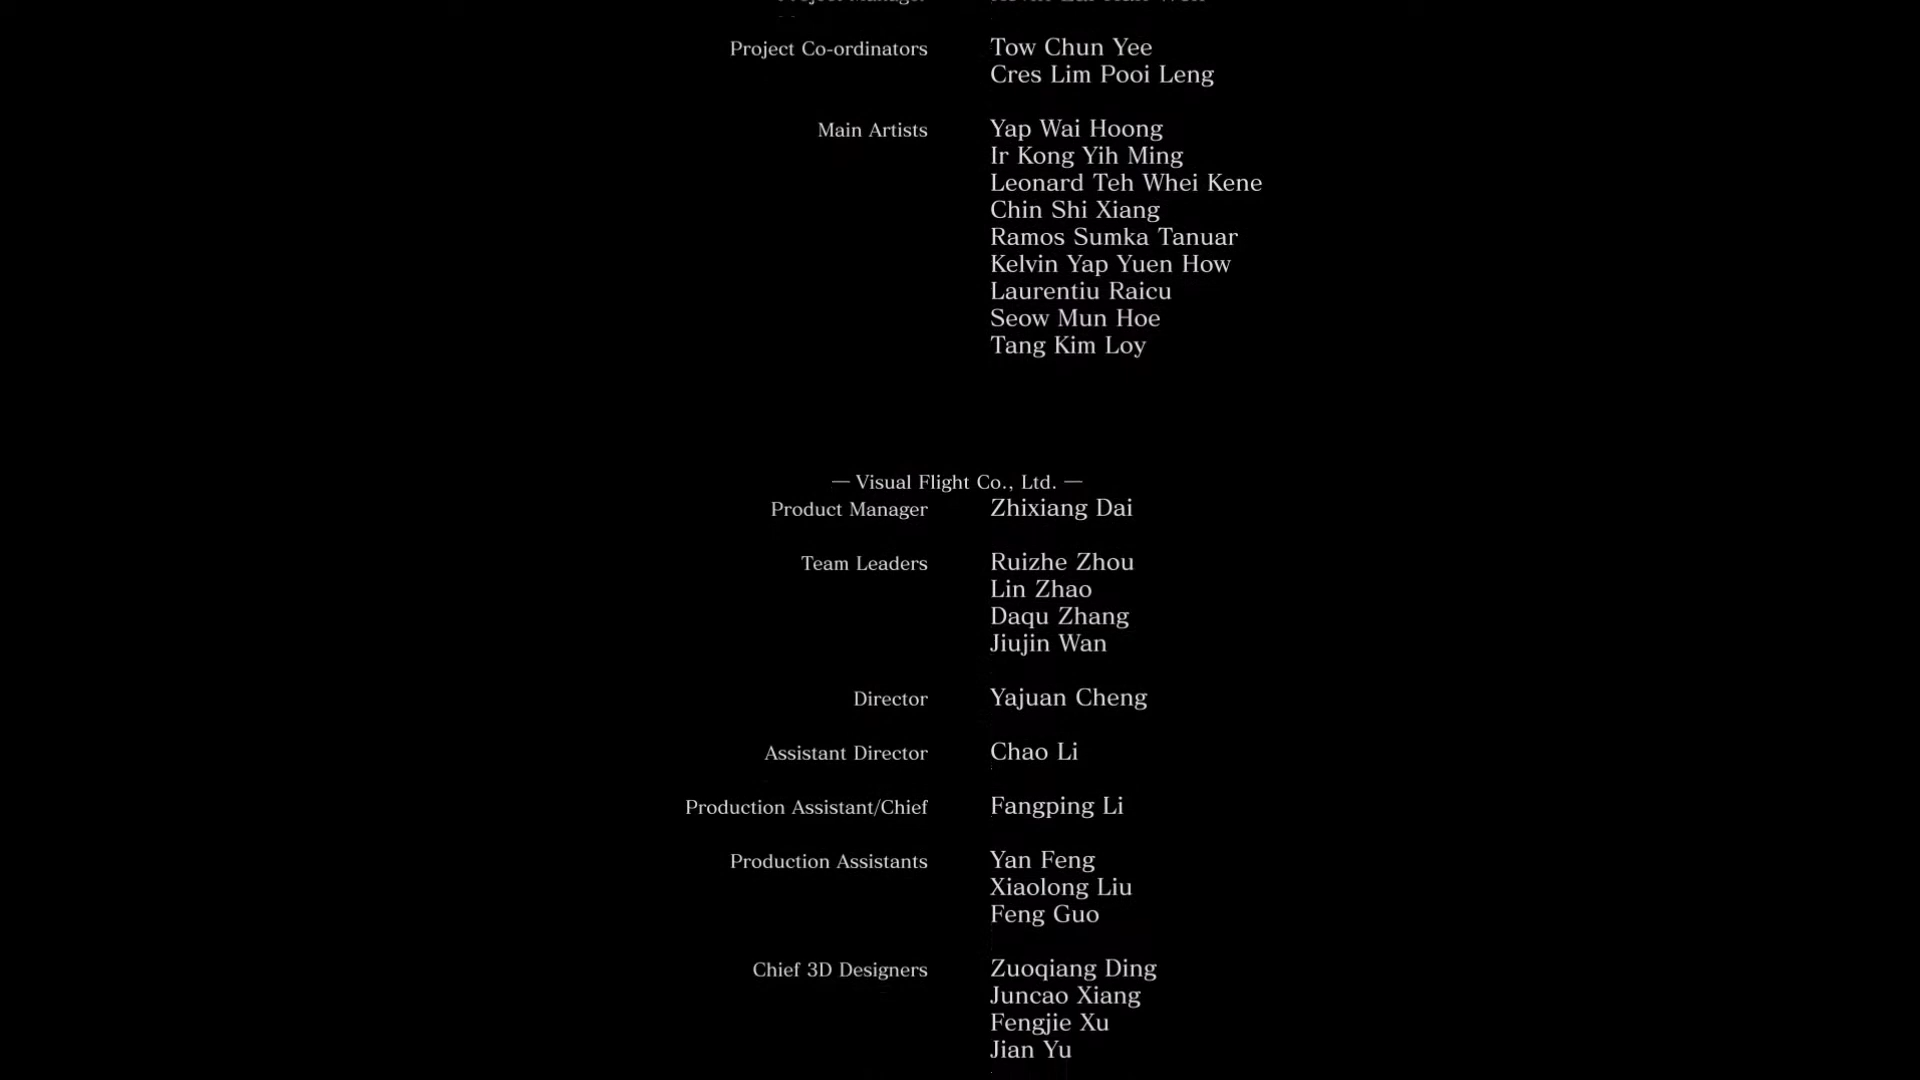 Project Manager
Project Co-ordinators Tow Chun Yee
Cres Lim Pooi Leng
Main Artists Yap Wai Hoong
Ir Kong Yih Ming
Leonard Teh Whei Kene
Chin Shi Xiang
Ramos Sumka Tanuar
Kelvin Yap Yuen How
Laurentiu Raicu
Seow Mun Hoe
Tang Kim Loy
— Visual Flight Co., Ltd. —
Product Manager Zhixiang Dai
Team Leaders Ruizhe Zhou
Lin Zhao
Daqu Zhang
Jiujin Wan
Director Yajuan Cheng
Assistant Director Chao Li
Production Assistant/Chief Fangping Li
Production Assistants Yan Feng
Xiaolong Liu
Feng Guo
Chief 3D Designers Zuoqiang Ding
Juncao Xiang
Fengjie Xu
Jian Yu